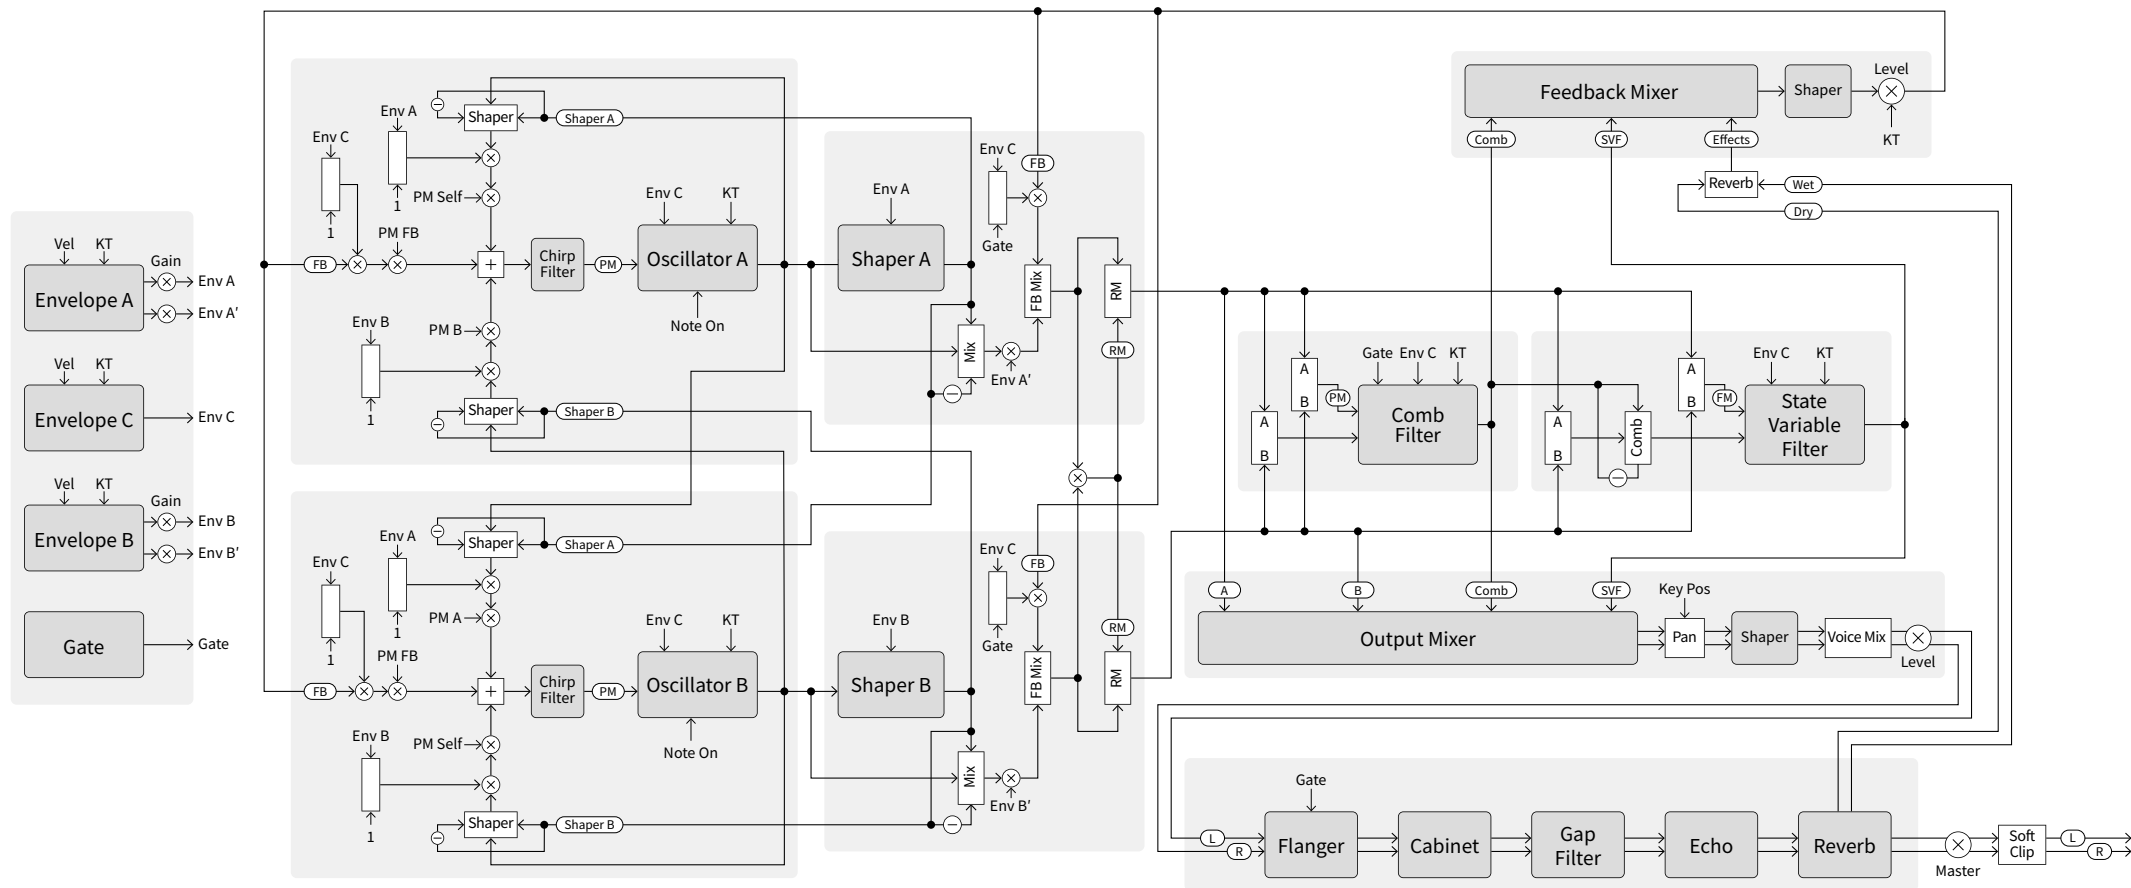 Vel
KT
Gain
Envelope A
Env A
Env A′
Vel
KT
Envelope C
Env C
Vel
KT
Gain
Envelope B
Env B
Env B′
Gate
Gate
Env C
1
Env A
1
Shaper
Shaper A
PM Self
FB
PM FB
+
Chirp
Filter
PM
Env C
KT
Oscillator A
Note On
PM B
Env B
1
Shaper
Shaper B
Env A
Shaper A
Env C
Gate
FB
FB Mix
Mix
Env A′
RM
RM
Env C
1
Env A
1
Shaper
Shaper A
PM A
FB
PM FB
+
Chirp
Filter
PM
Env C
KT
Oscillator B
Note On
PM Self
Env B
1
Shaper
Shaper B
Env B
Shaper B
Env C
Gate
FB
FB Mix
Mix
Env B′
RM
RM
Feedback Mixer
Shaper
Level
KT
Comb
SVF
Effects
Reverb
Wet
Dry
A
B
A
B
PM
Gate
Env C
KT
Comb
Filter
A
B
Comb
A
B
FM
Env C
KT
State
Variable
Filter
A
B
Comb
SVF
Output Mixer
Key Pos
Pan
Shaper
Voice Mix
Level
L
R
Gate
Flanger
Cabinet
Gap
Filter
Echo
Reverb
Master
Soft
Clip
L
R